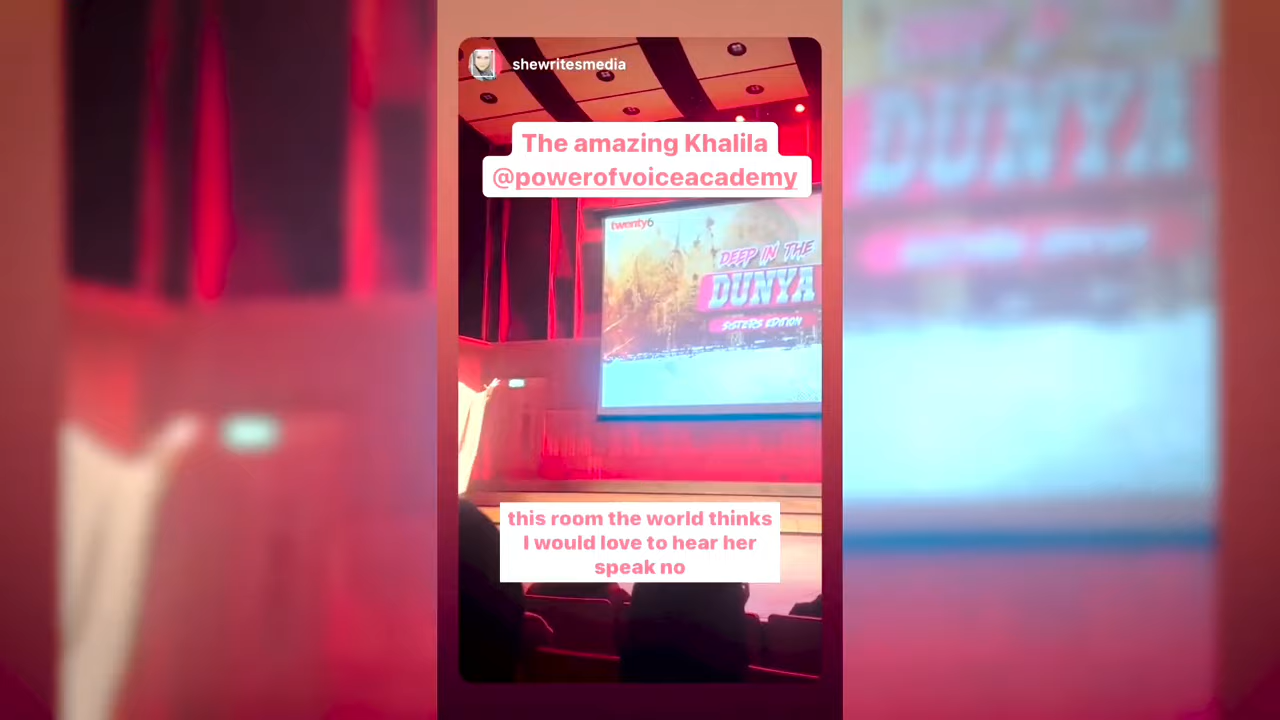 shewritesmedia
The amazing Khalila
@powerofvoiceacademy
twenty6
DEEP IN THE
DUNYA
SISTERS EDITION
this room the world thinks
I would love to hear her
speak no
DUNYA